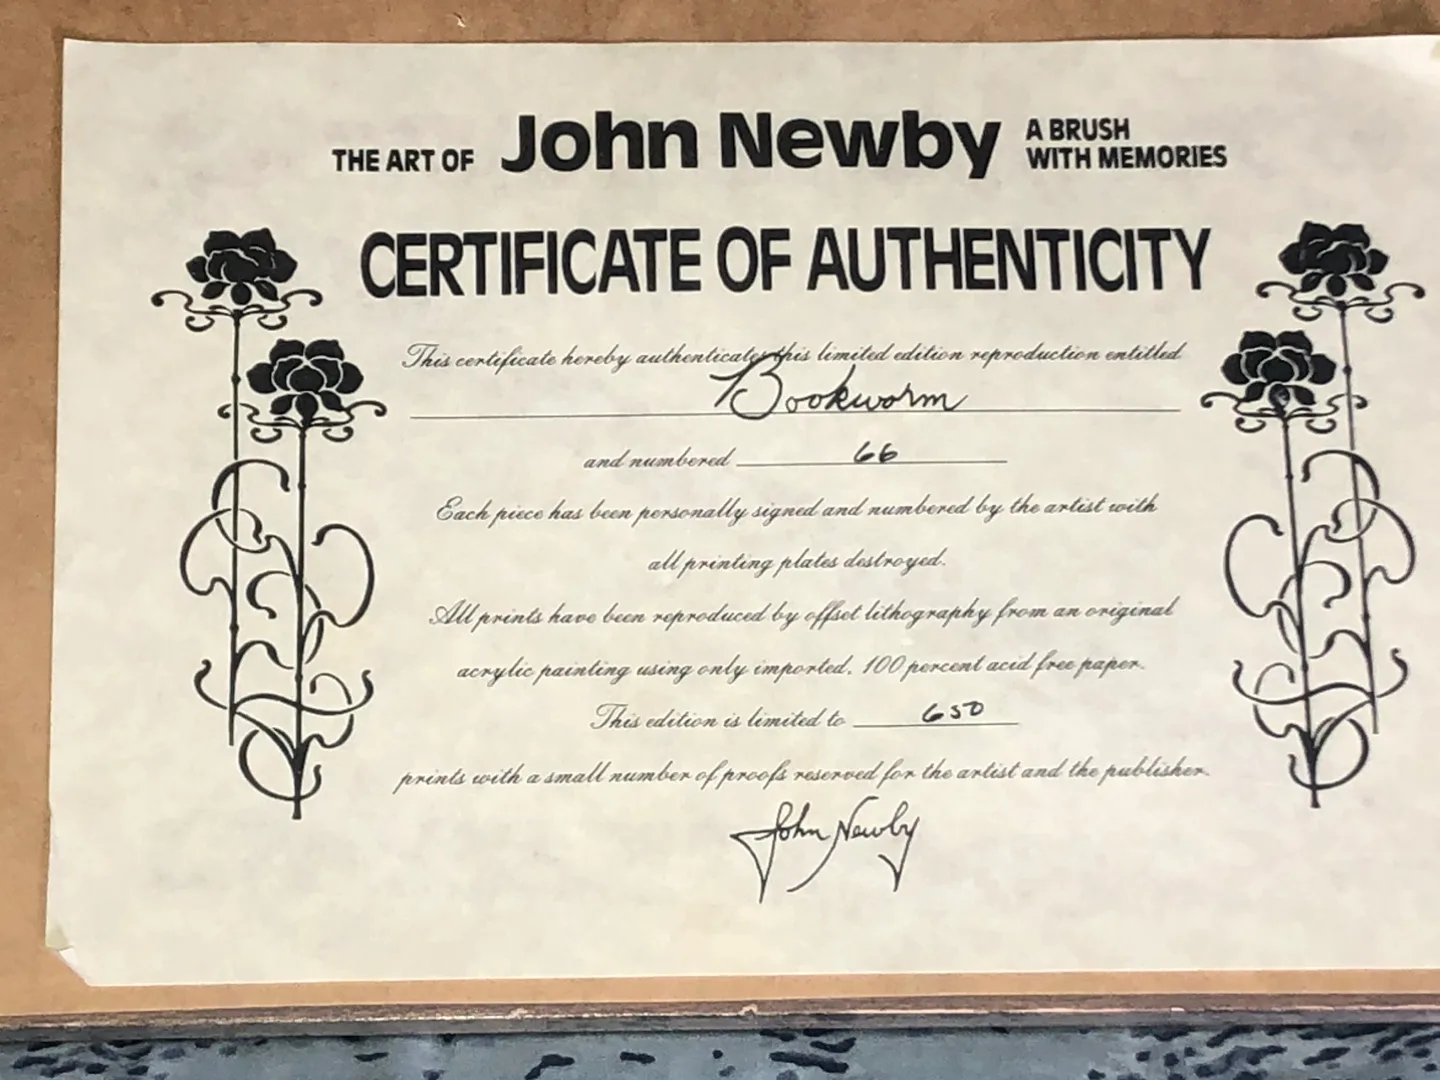 THE ART OF John Newby A BRUSH
WITH MEMORIES
CERTIFICATE OF AUTHENTICITY
This certificate hereby authenticates this limited edition reproduction entitled
Bookworm
and numbered 66
Each piece has been personally signed and numbered by the artist with
all printing plates destroyed.
All prints have been reproduced by offset lithography from an original
acrylic painting using only imported, 100 percent acid free paper.
This edition is limited to 650
prints with a small number of proofs reserved for the artist and the publisher.
John Newby